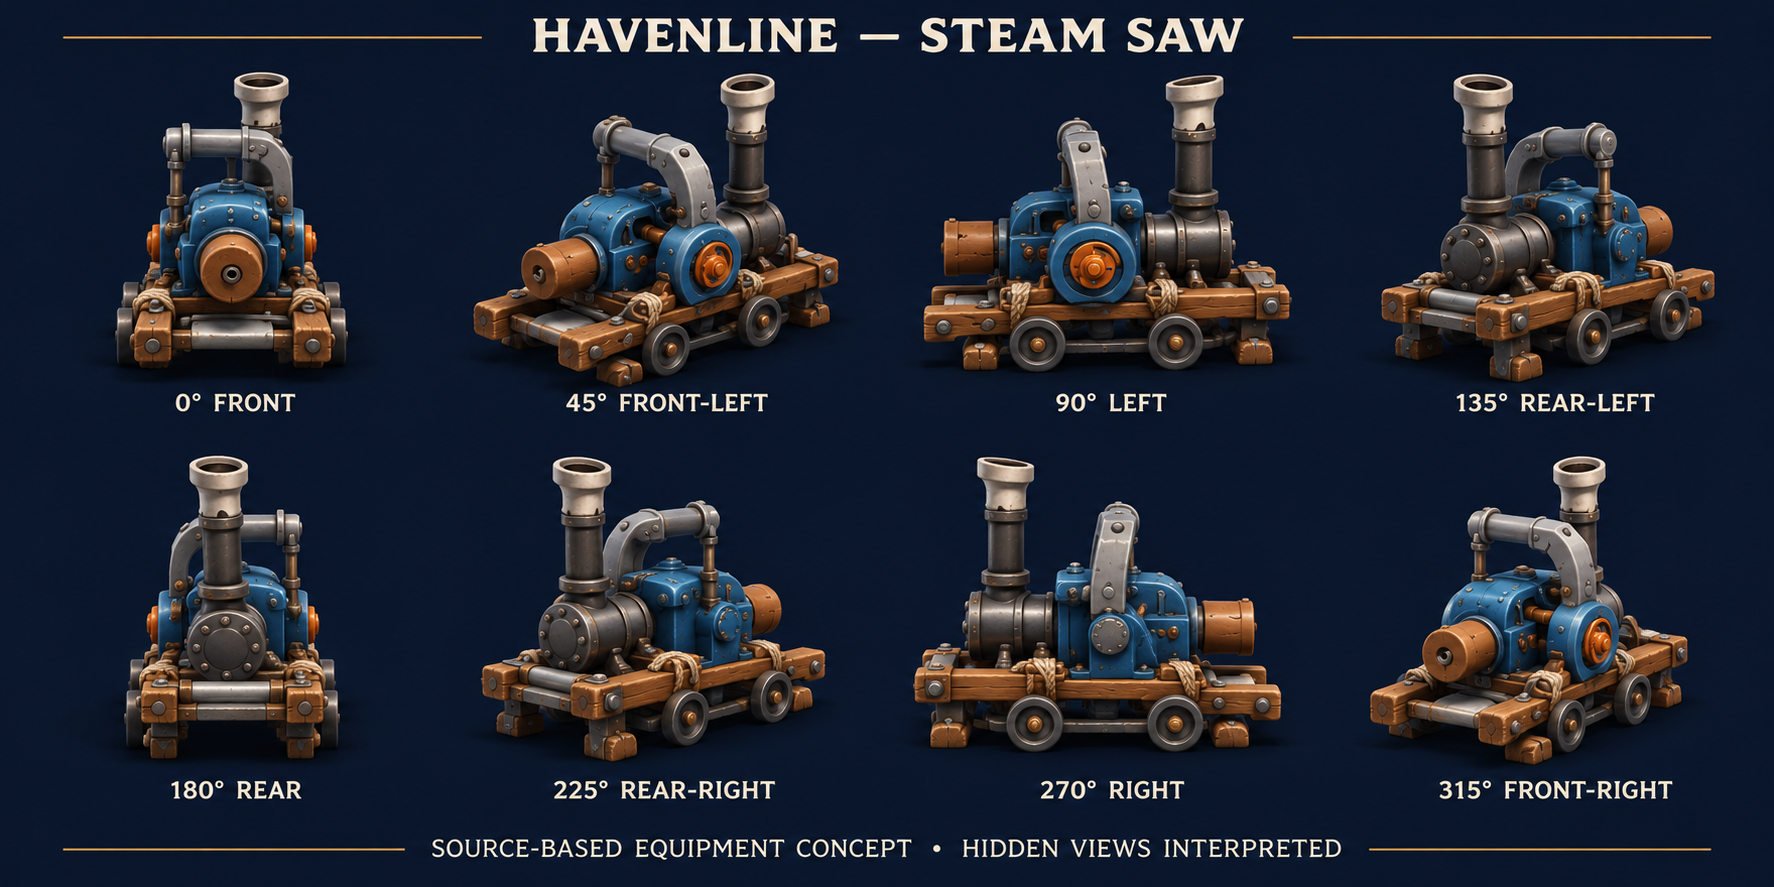 HAVENLINE — STEAM SAW
0° FRONT
45° FRONT-LEFT
90° LEFT
135° REAR-LEFT
180° REAR
225° REAR-RIGHT
270° RIGHT
315° FRONT-RIGHT
SOURCE-BASED EQUIPMENT CONCEPT • HIDDEN VIEWS INTERPRETED